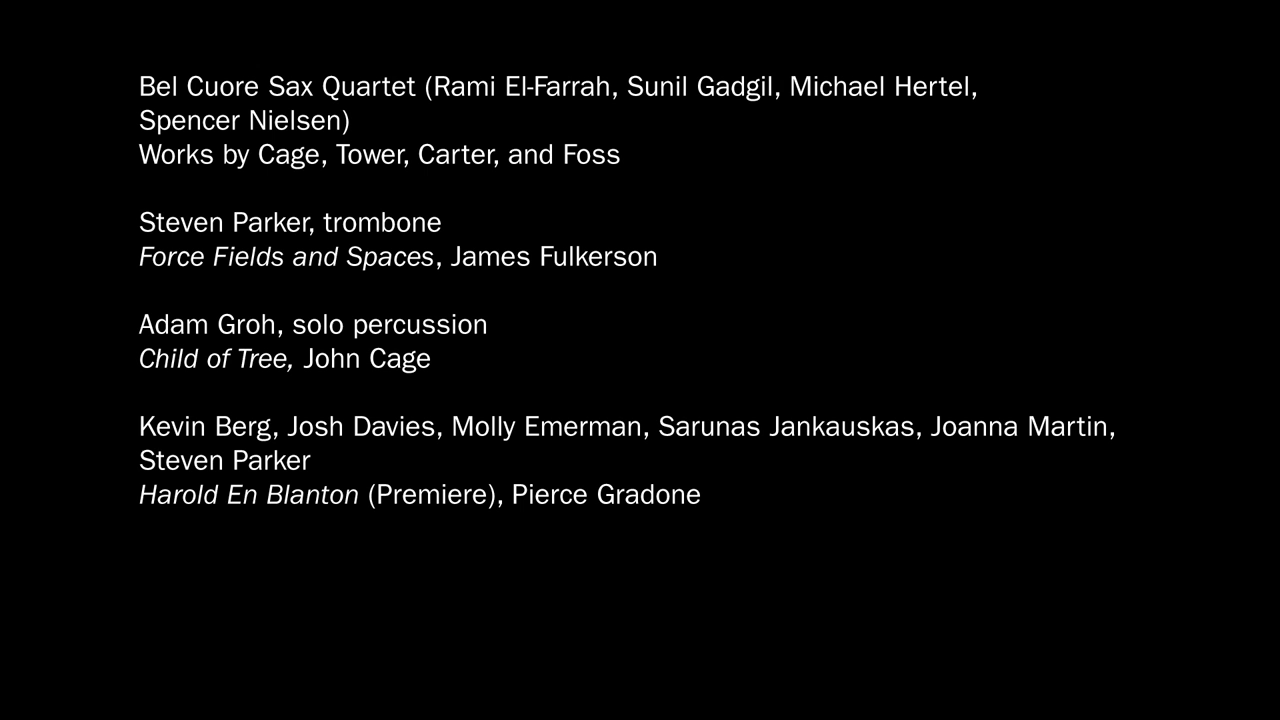 Bel Cuore Sax Quartet (Rami El-Farrah, Sunil Gadgil, Michael Hertel,
Spencer Nielsen)
Works by Cage, Tower, Carter, and Foss
Steven Parker, trombone
Force Fields and Spaces, James Fulkerson
Adam Groh, solo percussion
Child of Tree, John Cage
Kevin Berg, Josh Davies, Molly Emerman, Sarunas Jankauskas, Joanna Martin,
Steven Parker
Harold En Blanton (Premiere), Pierce Gradone